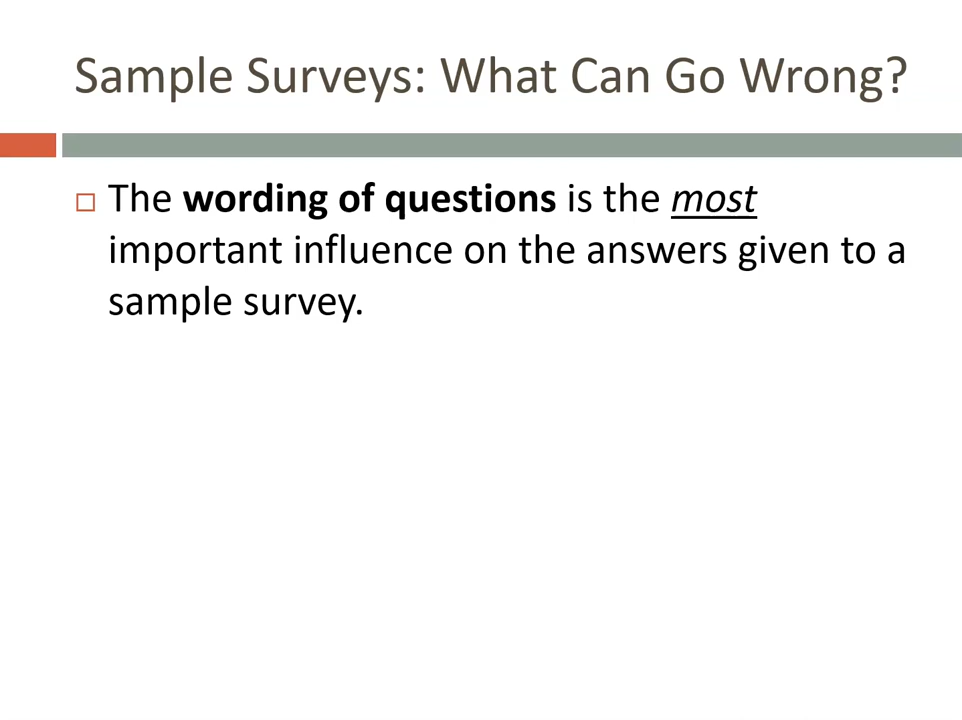 Sample Surveys: What Can Go Wrong?
The wording of questions is the most
important influence on the answers given to a
sample survey.